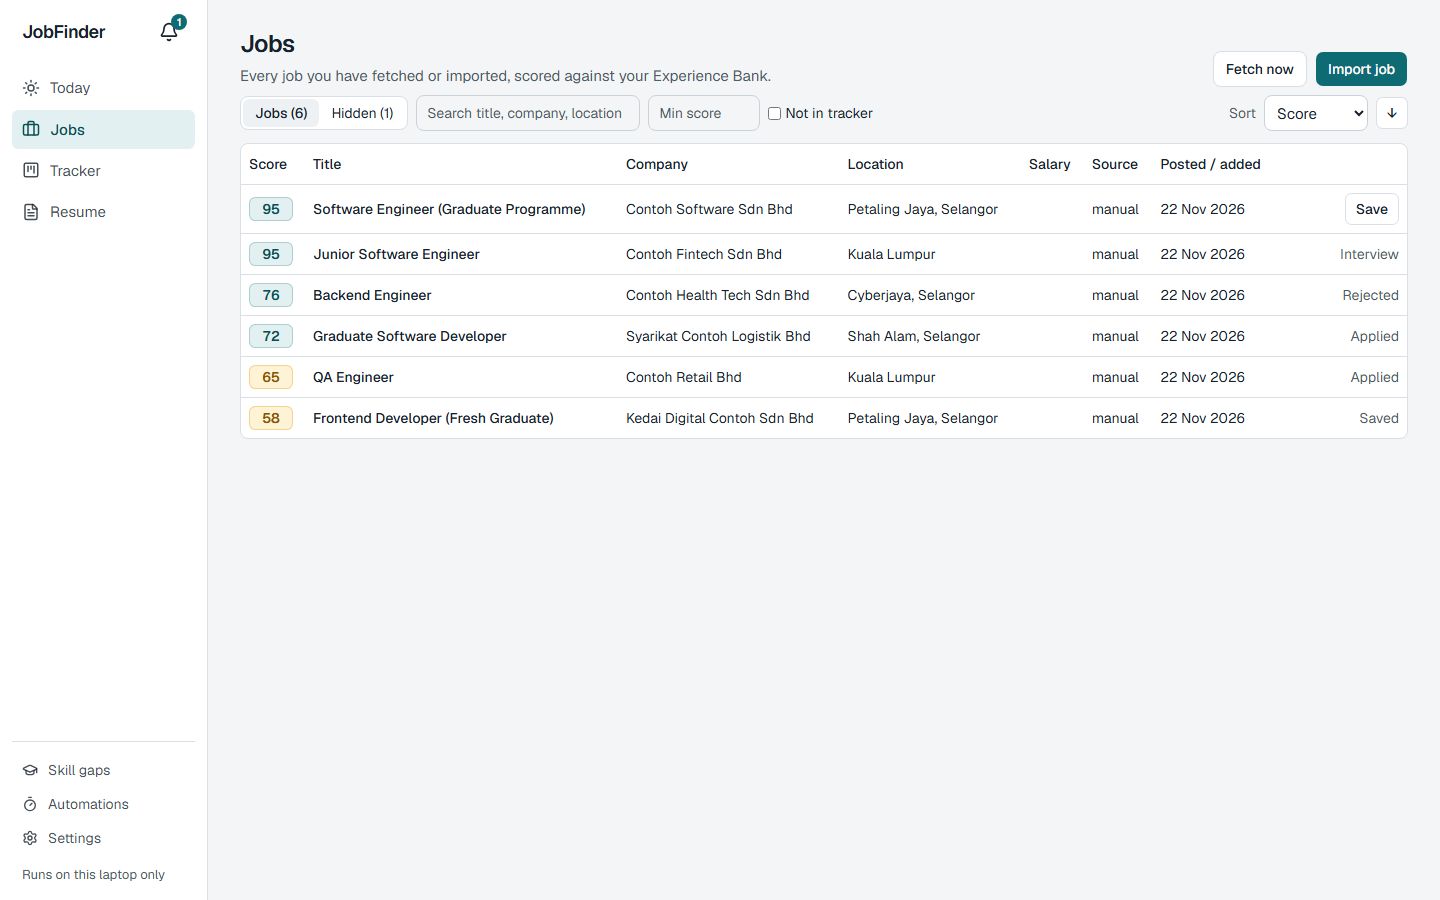 JobFinder
1
Today
Jobs
Tracker
Resume
Skill gaps
Automations
Settings
Runs on this laptop only
Jobs
Every job you have fetched or imported, scored against your Experience Bank.
Fetch now
Import job
Jobs (6)
Hidden (1)
Search title, company, location
Min score
Not in tracker
Sort
Score
Score Title Company Location Salary Source Posted / added
95 Software Engineer (Graduate Programme) Contoh Software Sdn Bhd Petaling Jaya, Selangor manual 22 Nov 2026 Save
95 Junior Software Engineer Contoh Fintech Sdn Bhd Kuala Lumpur manual 22 Nov 2026 Interview
76 Backend Engineer Contoh Health Tech Sdn Bhd Cyberjaya, Selangor manual 22 Nov 2026 Rejected
72 Graduate Software Developer Syarikat Contoh Logistik Bhd Shah Alam, Selangor manual 22 Nov 2026 Applied
65 QA Engineer Contoh Retail Bhd Kuala Lumpur manual 22 Nov 2026 Applied
58 Frontend Developer (Fresh Graduate) Kedai Digital Contoh Sdn Bhd Petaling Jaya, Selangor manual 22 Nov 2026 Saved